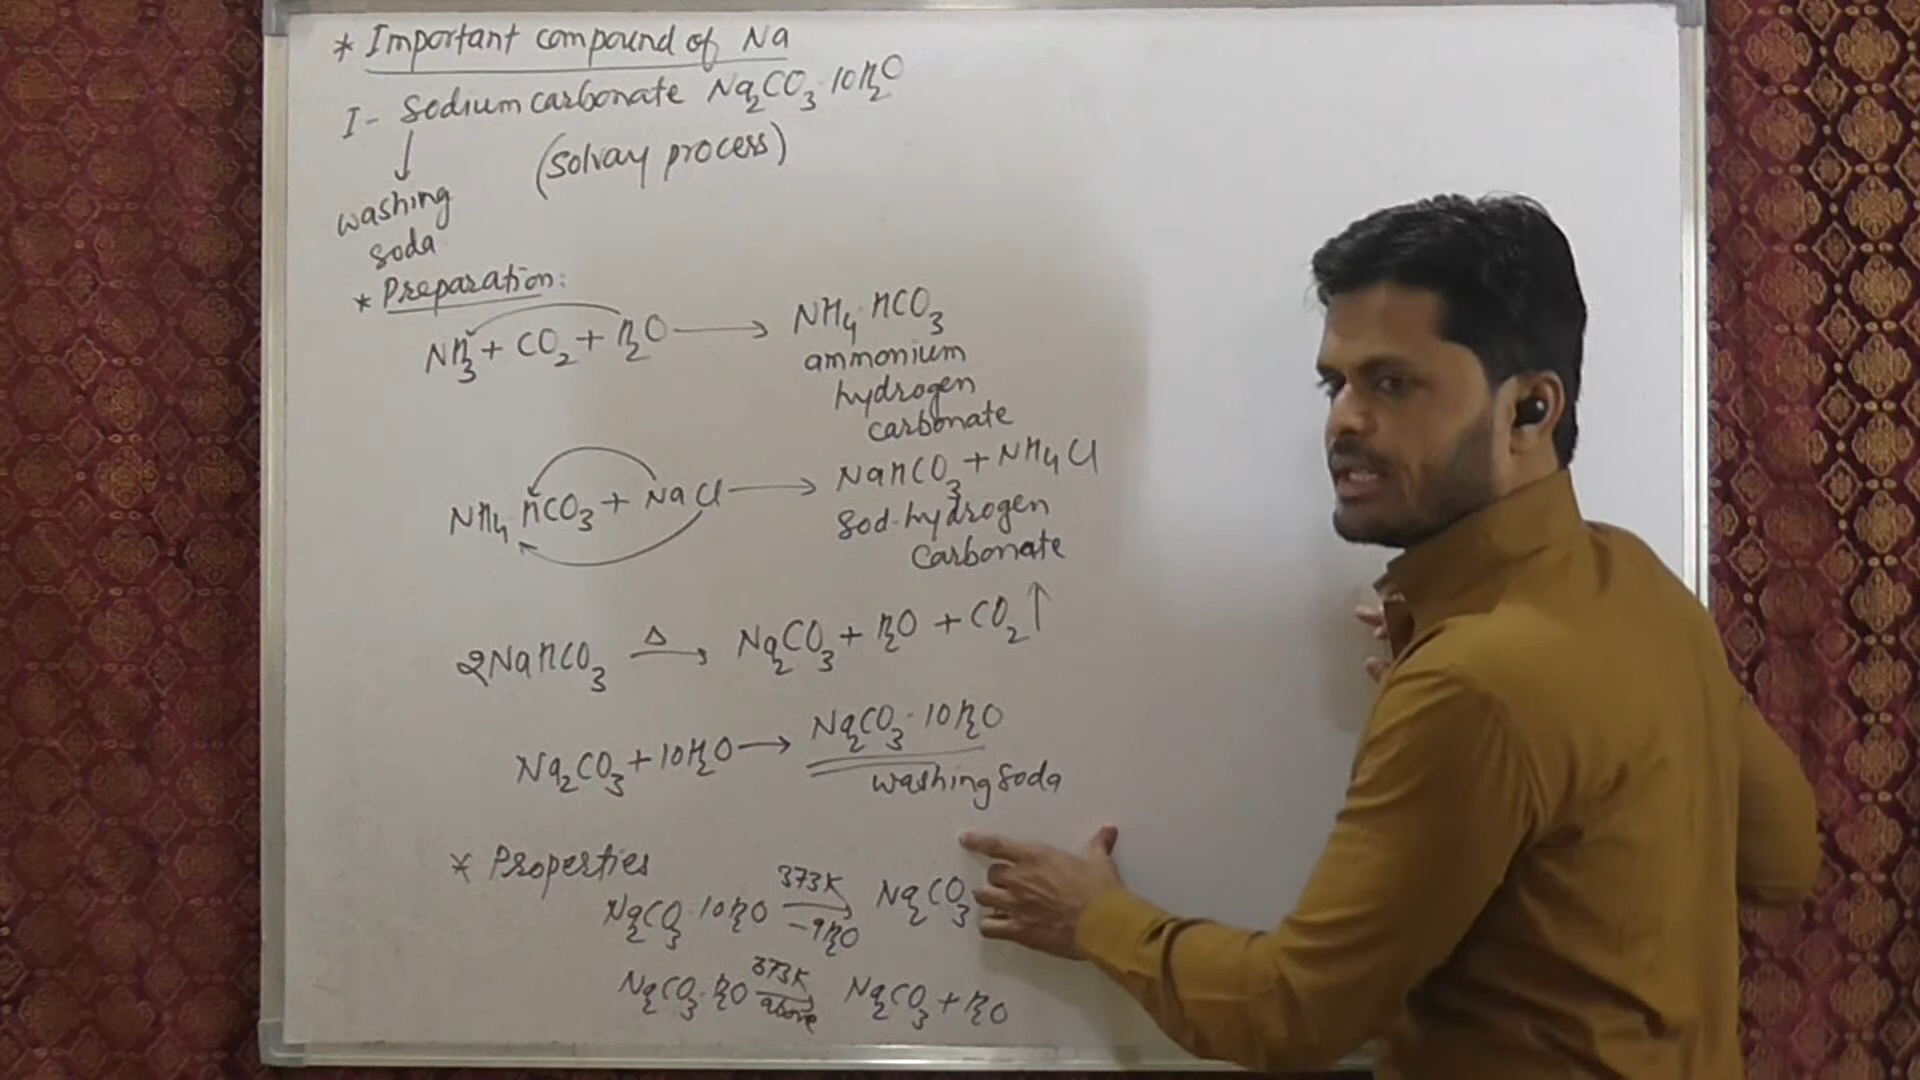 * Important compound of Na
I - Sodium carbonate Na2CO3·10H2O
(Solvay process)
↓
washing
soda
* Preparation:
NH3 + CO2 + H2O → NH4·HCO3
ammonium
hydrogen
carbonate
NH4 HCO3 + NaCl → NaHCO3 + NH4Cl
Sod-hydrogen
Carbonate
2NaHCO3 Δ→ Na2CO3 + H2O + CO2↑
Na2CO3 + 10H2O → Na2CO3·10H2O
washing soda
* Properties
Na2CO3·10H2O 373K→ -9H2O Na2CO3
Na2CO3·H2O 373K→ above Na2CO3 + H2O